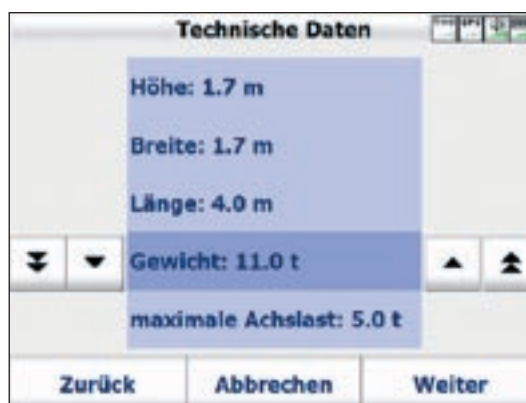 Technische Daten
Höhe: 1.7 m
Breite: 1.7 m
Länge: 4.0 m
Gewicht: 11.0 t
maximale Achslast: 5.0 t
Zurück Abbrechen Weiter